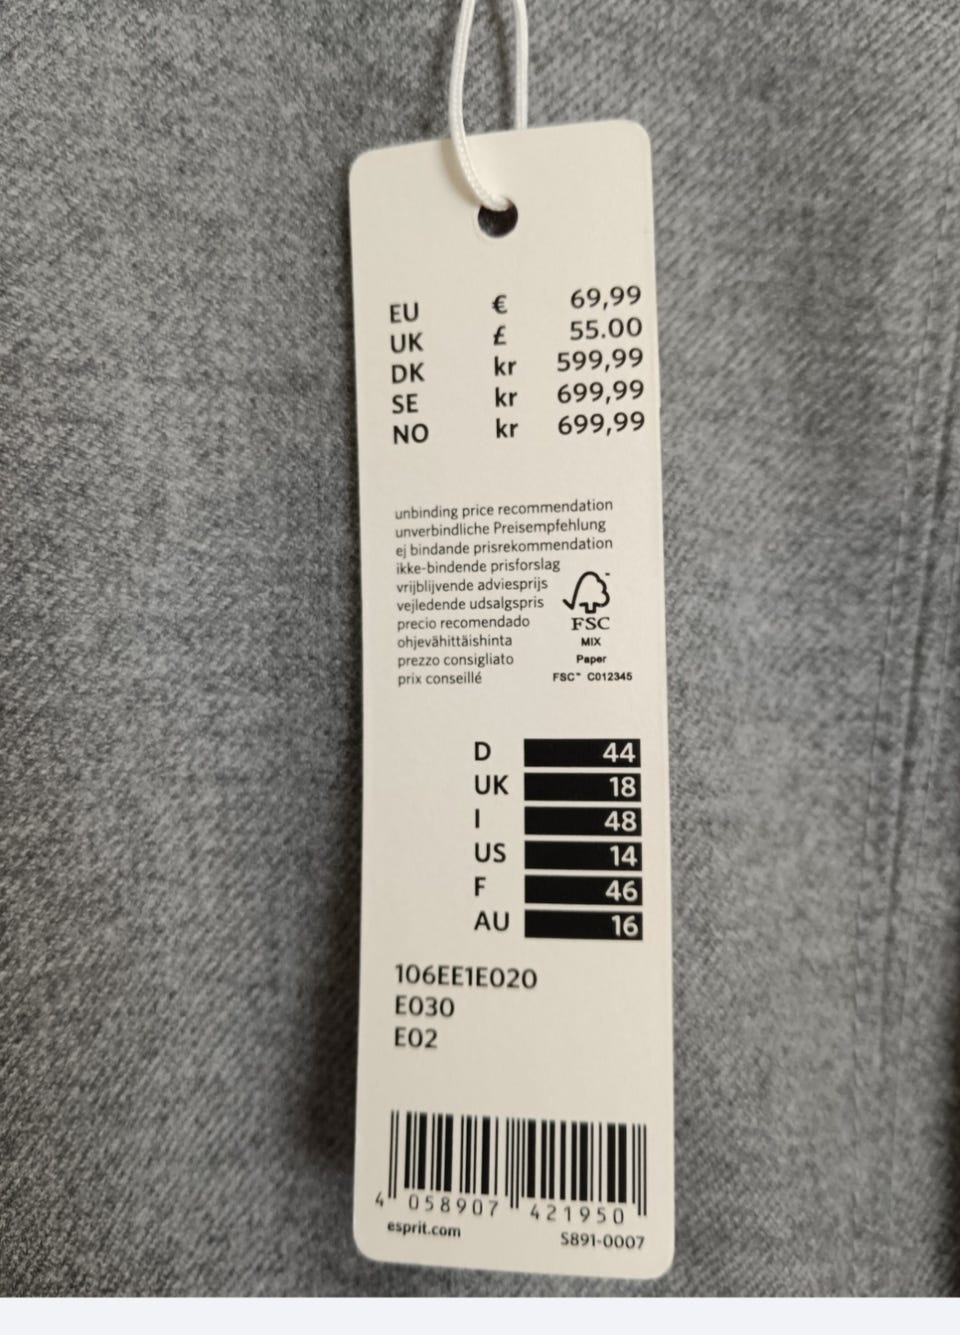 EU € 69,99
UK £ 55.00
DK kr 599,99
SE kr 699,99
NO kr 699,99
unbinding price recommendation
unverbindliche Preisempfehlung
ej bindande prisrekommendation
ikke-bindende prisforslag
vrijblijvende adviesprijs
vejledende udsalgspris
precio recomendado
ohjevähittäishinta
prezzo consigliato
prix conseillé
FSC
MIX
Paper
FSC™ C012345
D 44
UK 18
I 48
US 14
F 46
AU 16
106EE1E020
E030
E02
4 058907 421950
esprit.com
S891-0007